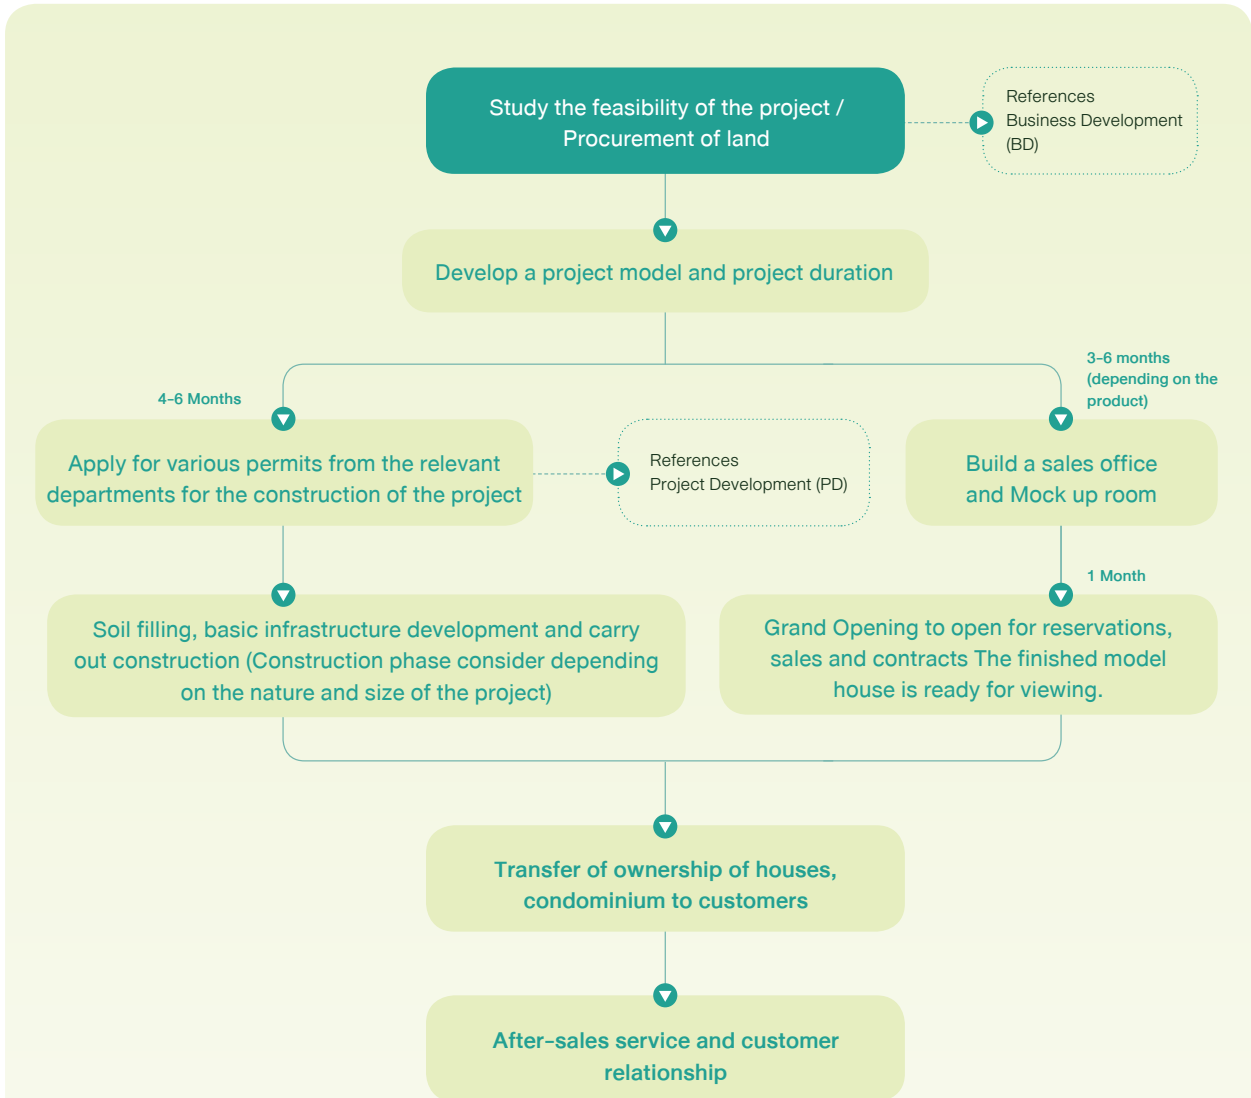 Study the feasibility of the project /
Procurement of land
References
Business Development
(BD)
Develop a project model and project duration
4-6 Months
3-6 months
(depending on the
product)
Apply for various permits from the relevant
departments for the construction of the project
References
Project Development (PD)
Build a sales office
and Mock up room
1 Month
Soil filling, basic infrastructure development and carry
out construction (Construction phase consider depending
on the nature and size of the project)
Grand Opening to open for reservations,
sales and contracts The finished model
house is ready for viewing.
Transfer of ownership of houses,
condominium to customers
After-sales service and customer
relationship